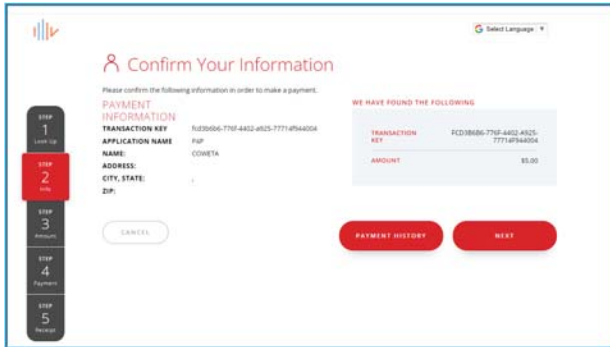 Select Language ▼
Confirm Your Information
Please confirm the following information in order to make a payment.
PAYMENT
INFORMATION
TRANSACTION KEY fcd3b6b6-776f-4402-a925-77714f944004
APPLICATION NAME P4P
NAME: COWETA
ADDRESS:
CITY, STATE: ,
ZIP:
CANCEL
WE HAVE FOUND THE FOLLOWING
TRANSACTION FCD3B6B6-776F-4402-A925-
KEY 77714F944004
AMOUNT $5.00
PAYMENT HISTORY
NEXT
STEP
1
Look Up
STEP
2
Info
STEP
3
Amount
STEP
4
Payment
STEP
5
Receipt